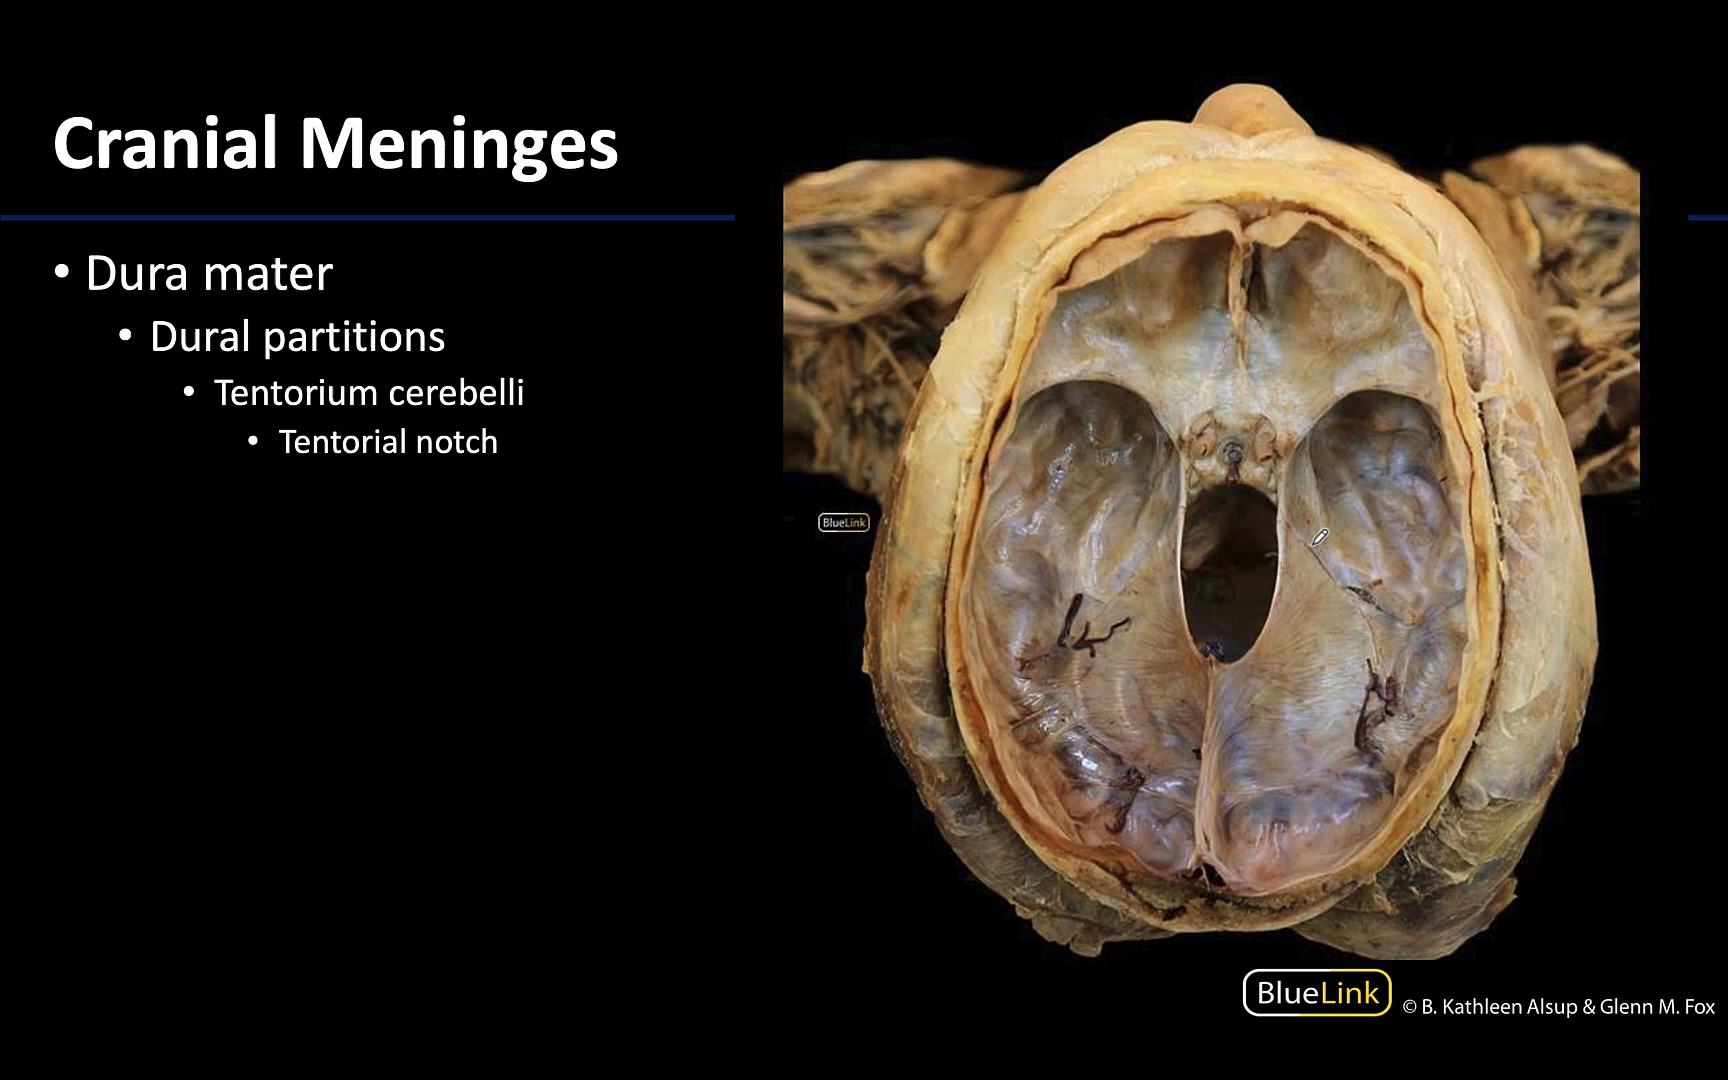 Cranial Meninges
• Dura mater
• Dural partitions
• Tentorium cerebelli
• Tentorial notch
BlueLink
BlueLink
© B. Kathleen Alsup & Glenn M. Fox